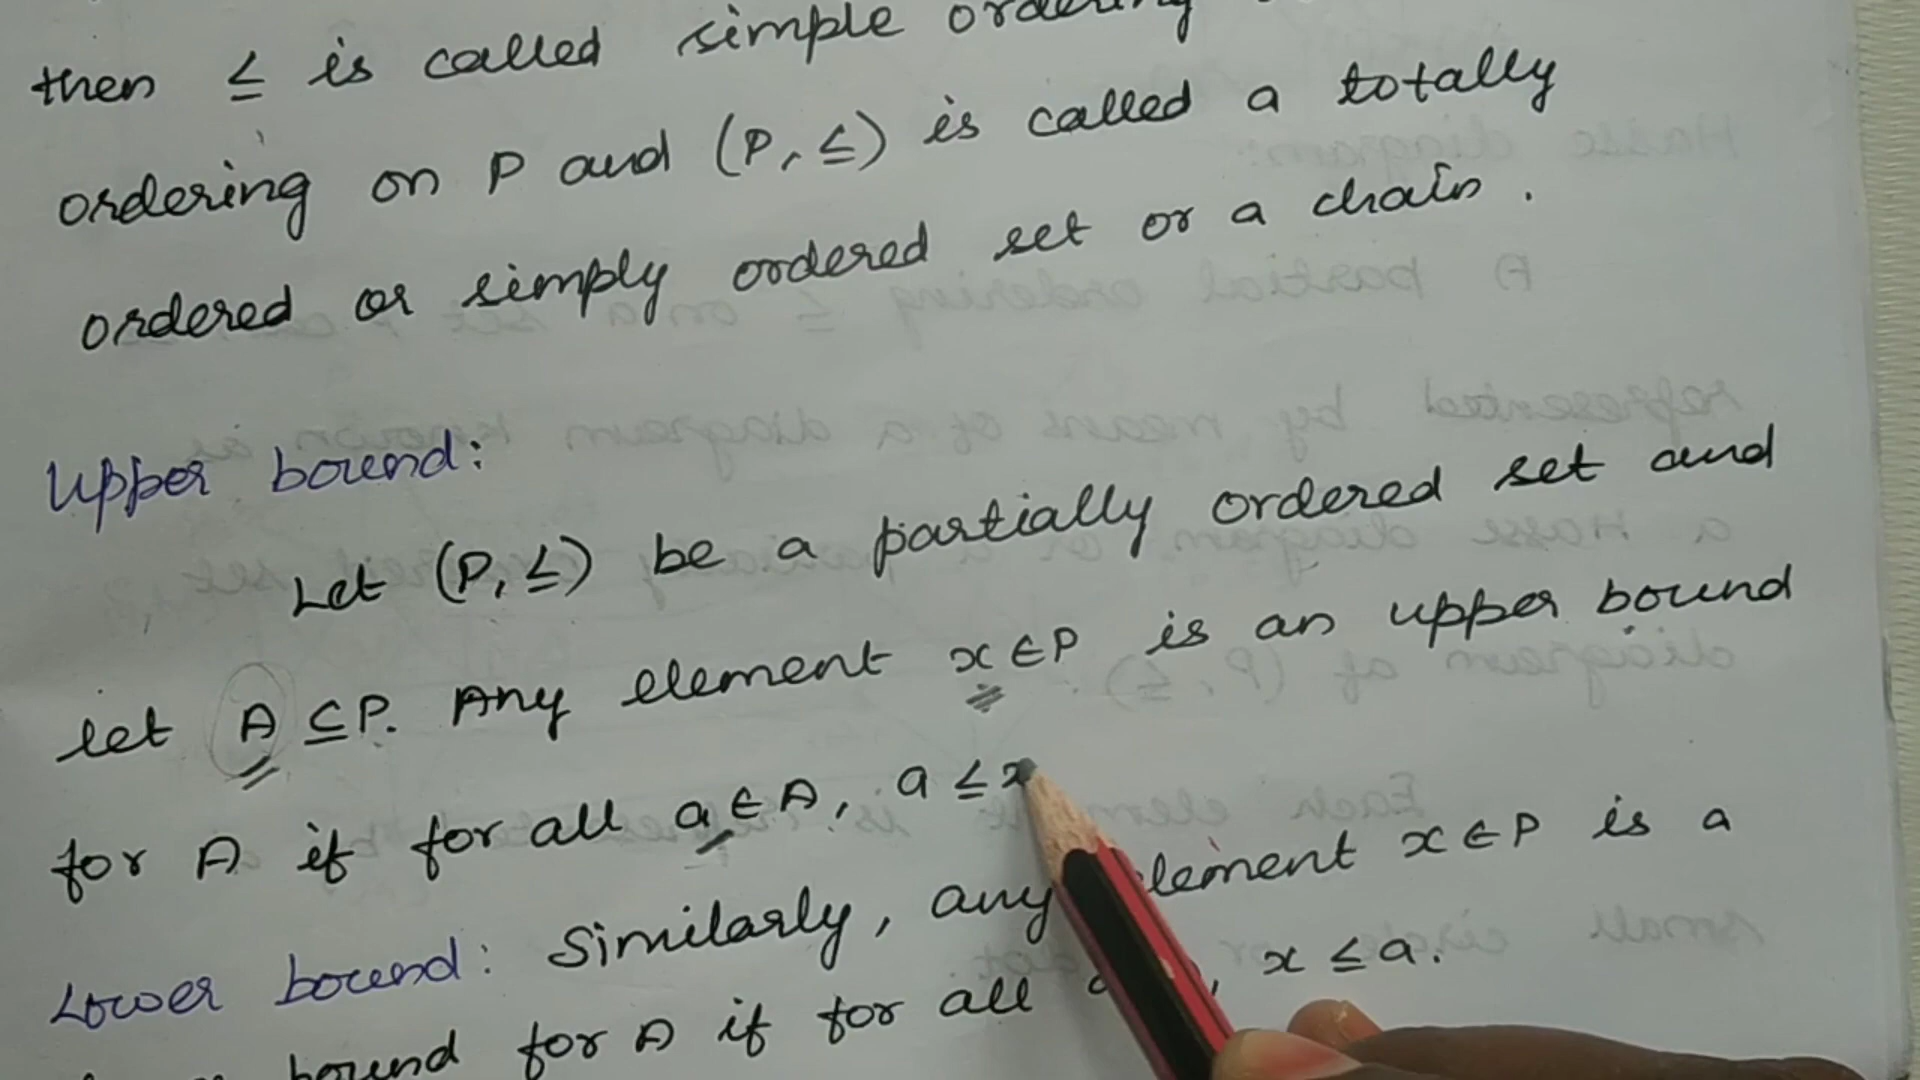 then ≤ is called simple ordering
ordering on P and (P, ≤) is called a totally
ordered or simply ordered set or a chain.
Upper bound:
Let (P, ≤) be a partially ordered set and
let A ⊆ P. Any element x ∈ P is an upper bound
for A if for all a ∈ A, a ≤ x
Lower bound: Similarly, any element x ∈ P is a
bound for A if for all a , x ≤ a.